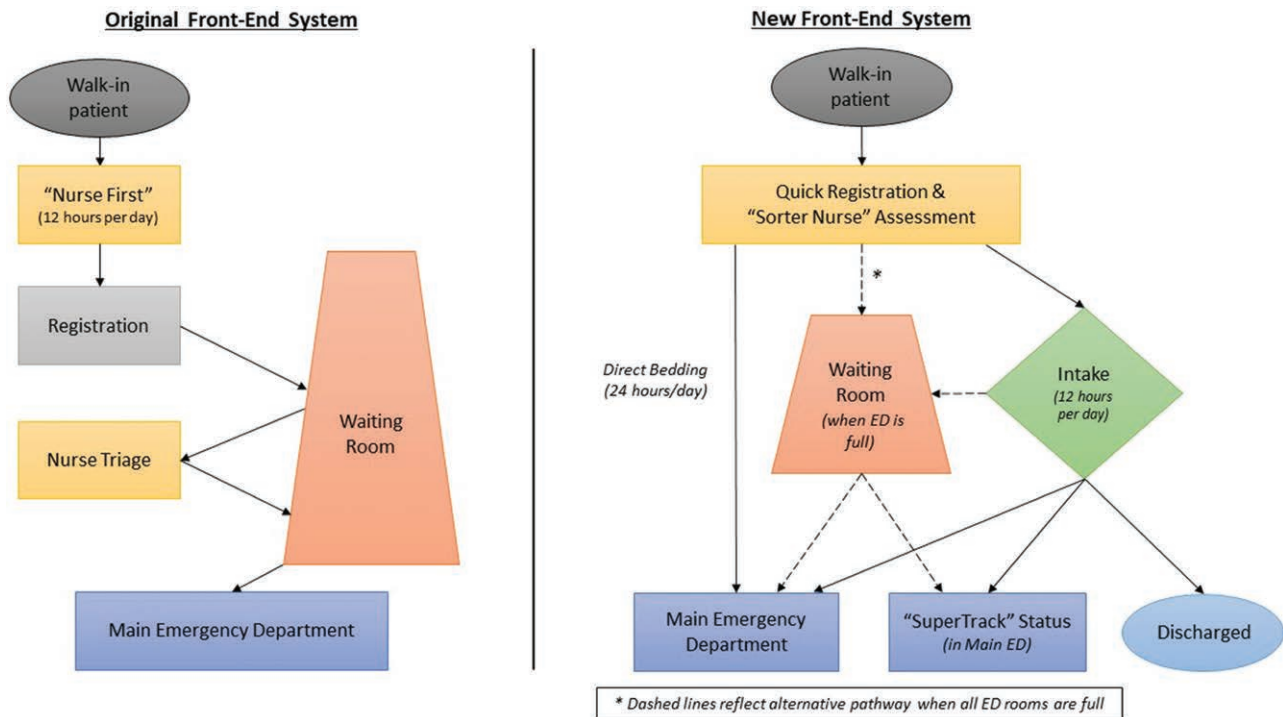 Original Front-End System
Walk-in
patient
“Nurse First”
(12 hours per day)
Registration
Nurse Triage
Waiting
Room
Main Emergency Department
New Front-End System
Walk-in
patient
Quick Registration &
“Sorter Nurse” Assessment
*
Direct Bedding
(24 hours/day)
Waiting
Room
(when ED is
full)
Intake
(12 hours
per day)
Main Emergency
Department
“SuperTrack” Status
(in Main ED)
Discharged
* Dashed lines reflect alternative pathway when all ED rooms are full